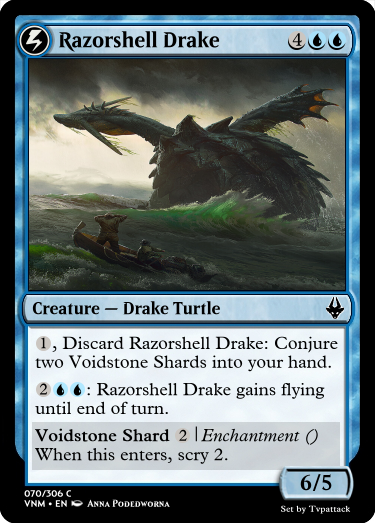 Razorshell Drake 4
Creature — Drake Turtle
1, Discard Razorshell Drake: Conjure
two Voidstone Shards into your hand.
2: Razorshell Drake gains flying
until end of turn.
Voidstone Shard 2 | Enchantment ()
When this enters, scry 2.
6/5
070/306 C
VNM • EN Anna Podedworna
Set by Tvpattack